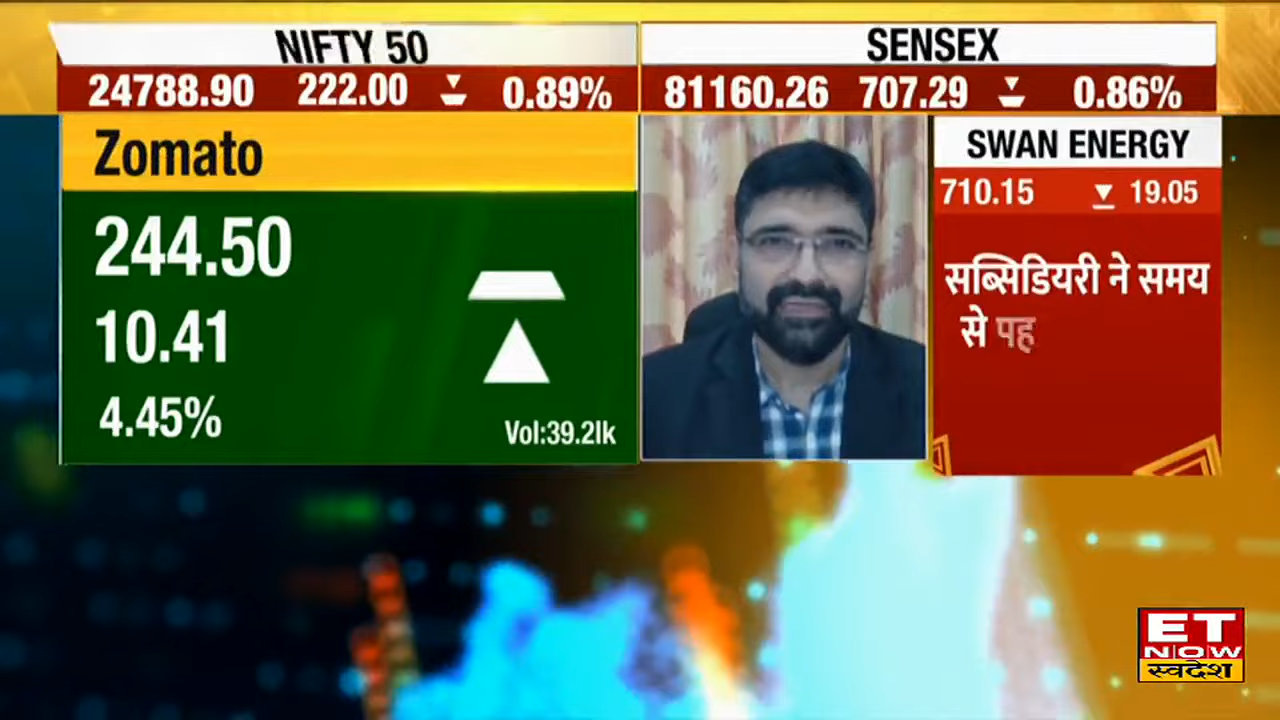 NIFTY 50
24788.90 222.00 0.89%
SENSEX
81160.26 707.29 0.86%
Zomato
244.50
10.41
4.45%
Vol:39.2lk
SWAN ENERGY
710.15 19.05
सब्सिडियरी ने समय
से पह
ET
NOW
स्वदेश